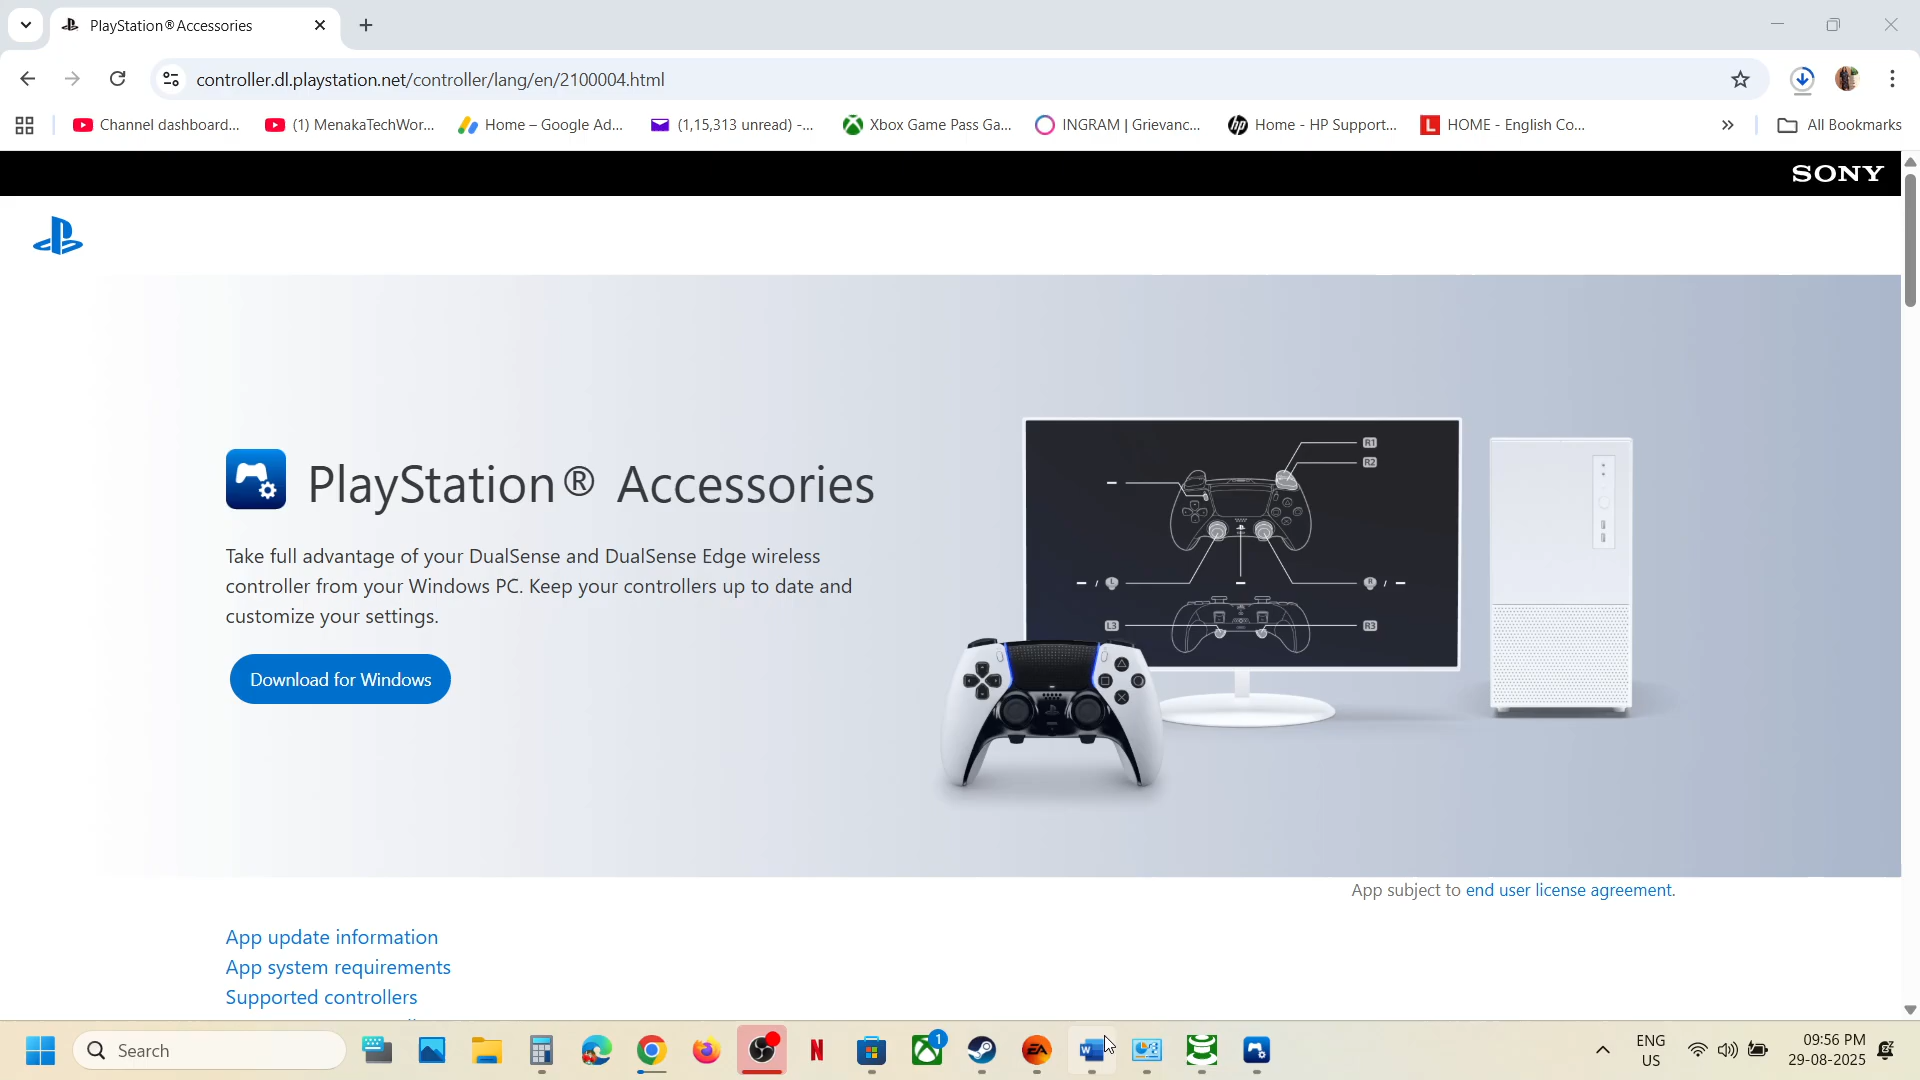 PlayStation®Accessories
controller.dl.playstation.net/controller/lang/en/2100004.html
Channel dashboard...
(1) MenakaTechWor...
Home – Google Ad...
(1,15,313 unread) -...
Xbox Game Pass Ga...
INGRAM | Grievanc...
Home - HP Support...
HOME - English Co...
All Bookmarks
SONY
PlayStation® Accessories
Take full advantage of your DualSense and DualSense Edge wireless
controller from your Windows PC. Keep your controllers up to date and
customize your settings.
Download for Windows
R1
R2
L
R
L3
R3
App subject to end user license agreement.
App update information
App system requirements
Supported controllers
Search
1
ENG
US
09:56 PM
29-08-2025